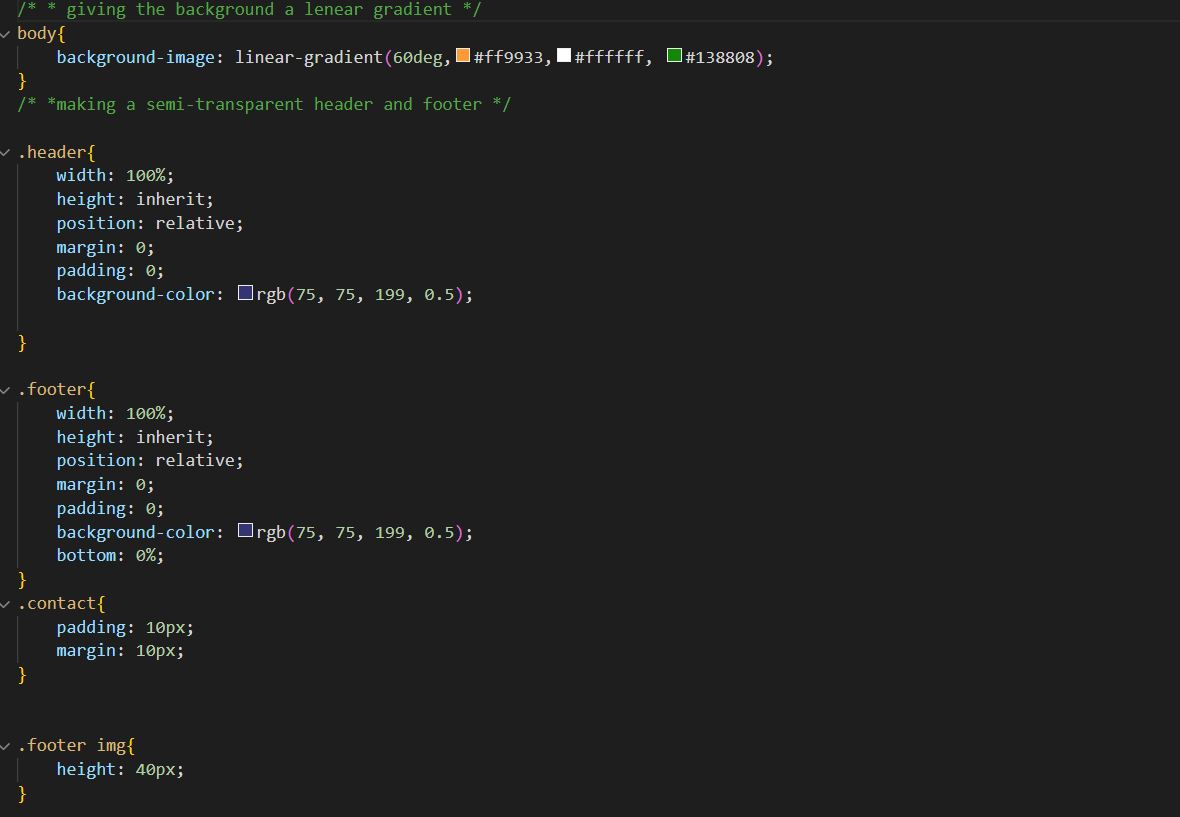 /* * giving the background a lenear gradient */
body{
    background-image: linear-gradient(60deg,#ff9933,#ffffff, #138808);
}
/* *making a semi-transparent header and footer */
.header{
    width: 100%;
    height: inherit;
    position: relative;
    margin: 0;
    padding: 0;
    background-color: rgb(75, 75, 199, 0.5);
}
.footer{
    width: 100%;
    height: inherit;
    position: relative;
    margin: 0;
    padding: 0;
    background-color: rgb(75, 75, 199, 0.5);
    bottom: 0%;
}
.contact{
    padding: 10px;
    margin: 10px;
}
.footer img{
    height: 40px;
}